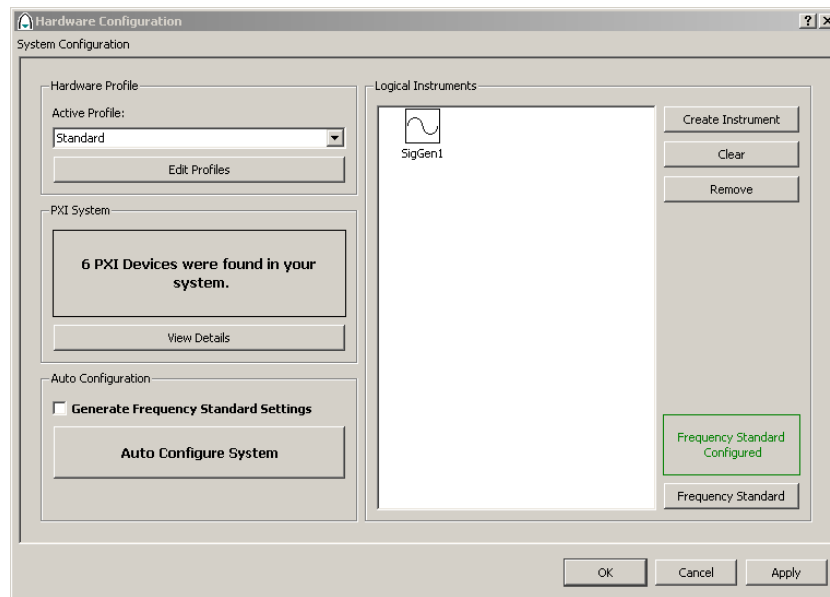 Hardware Configuration
System Configuration
Hardware Profile
Active Profile:
Standard
Edit Profiles
PXI System
6 PXI Devices were found in your
system.
View Details
Auto Configuration
Generate Frequency Standard Settings
Auto Configure System
Logical Instruments
SigGen1
Create Instrument
Clear
Remove
Frequency Standard
Configured
Frequency Standard
OK
Cancel
Apply